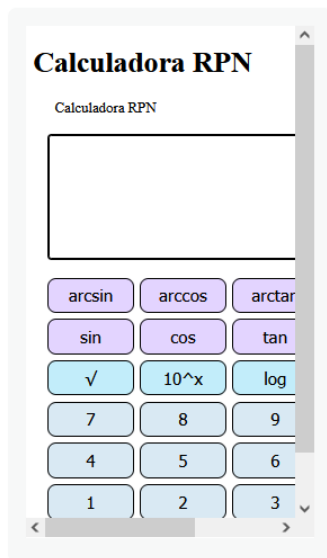 Calculadora RPN
Calculadora RPN
arcsin arccos arctan
sin cos tan
√ 10^x log
7 8 9
4 5 6
1 2 3